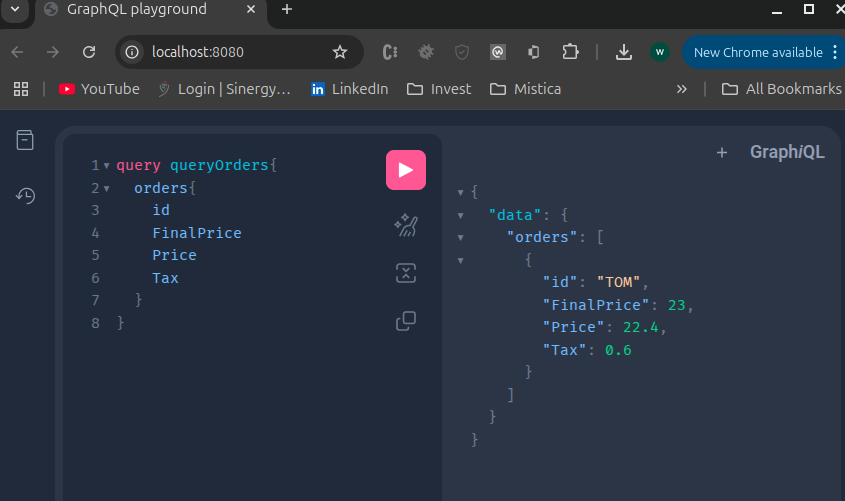 GraphQL playground
localhost:8080
W
New Chrome available
YouTube
Login | Sinergy...
LinkedIn
Invest
Mistica
»
All Bookmarks
GraphiQL
1 query queryOrders{
2 orders{
3 id
4 FinalPrice
5 Price
6 Tax
7 }
8 }
{
"data": {
"orders": [
{
"id": "TOM",
"FinalPrice": 23,
"Price": 22.4,
"Tax": 0.6
}
]
}
}